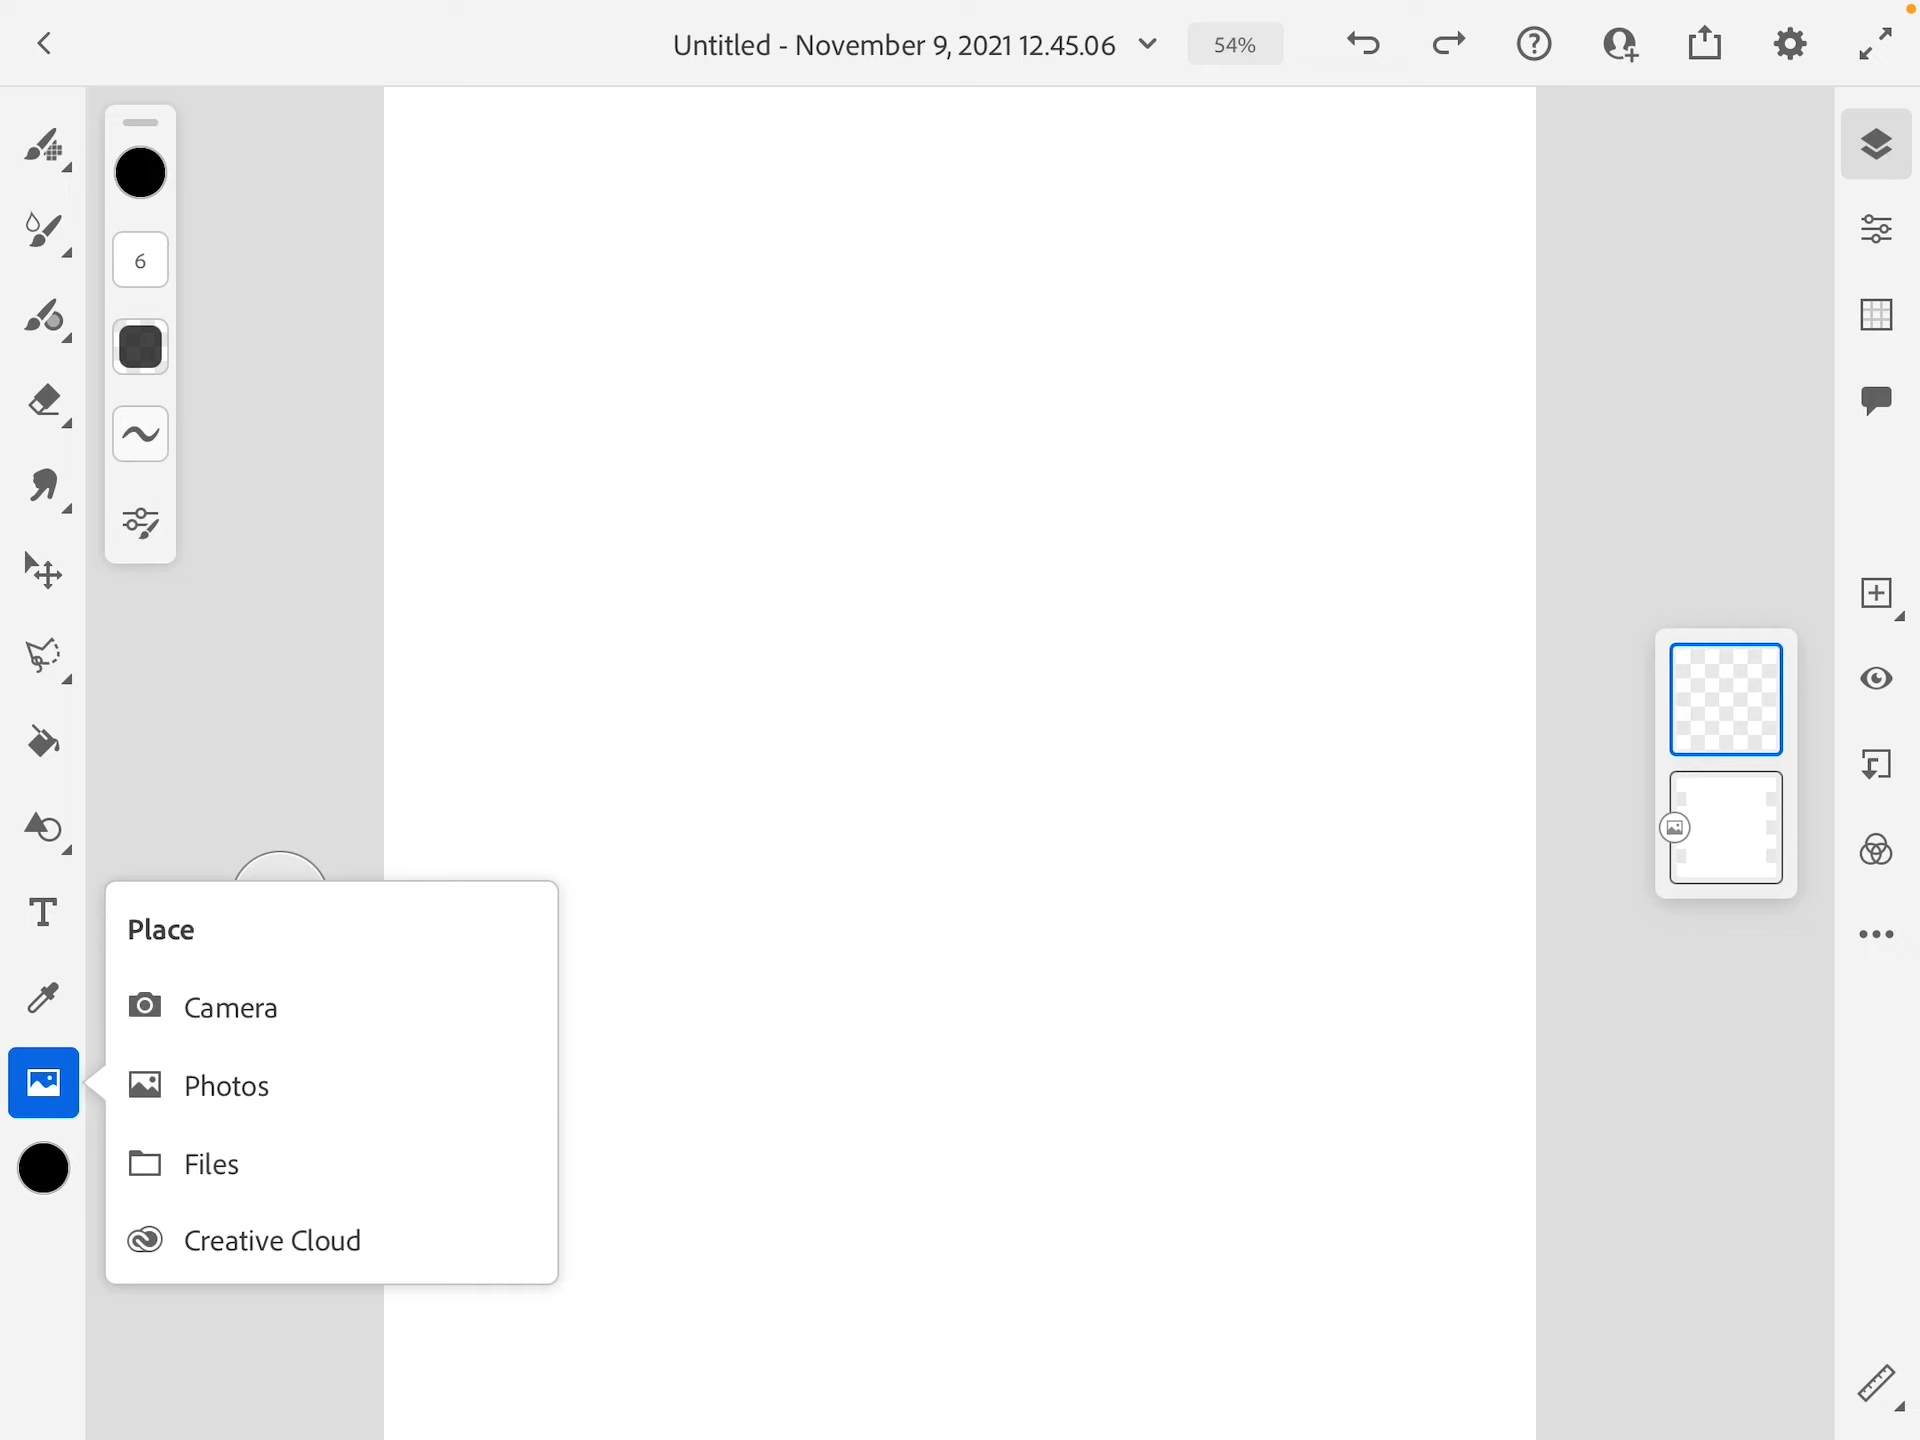 Untitled - November 9, 2021 12.45.06
54%
6
Place
Camera
Photos
Files
Creative Cloud